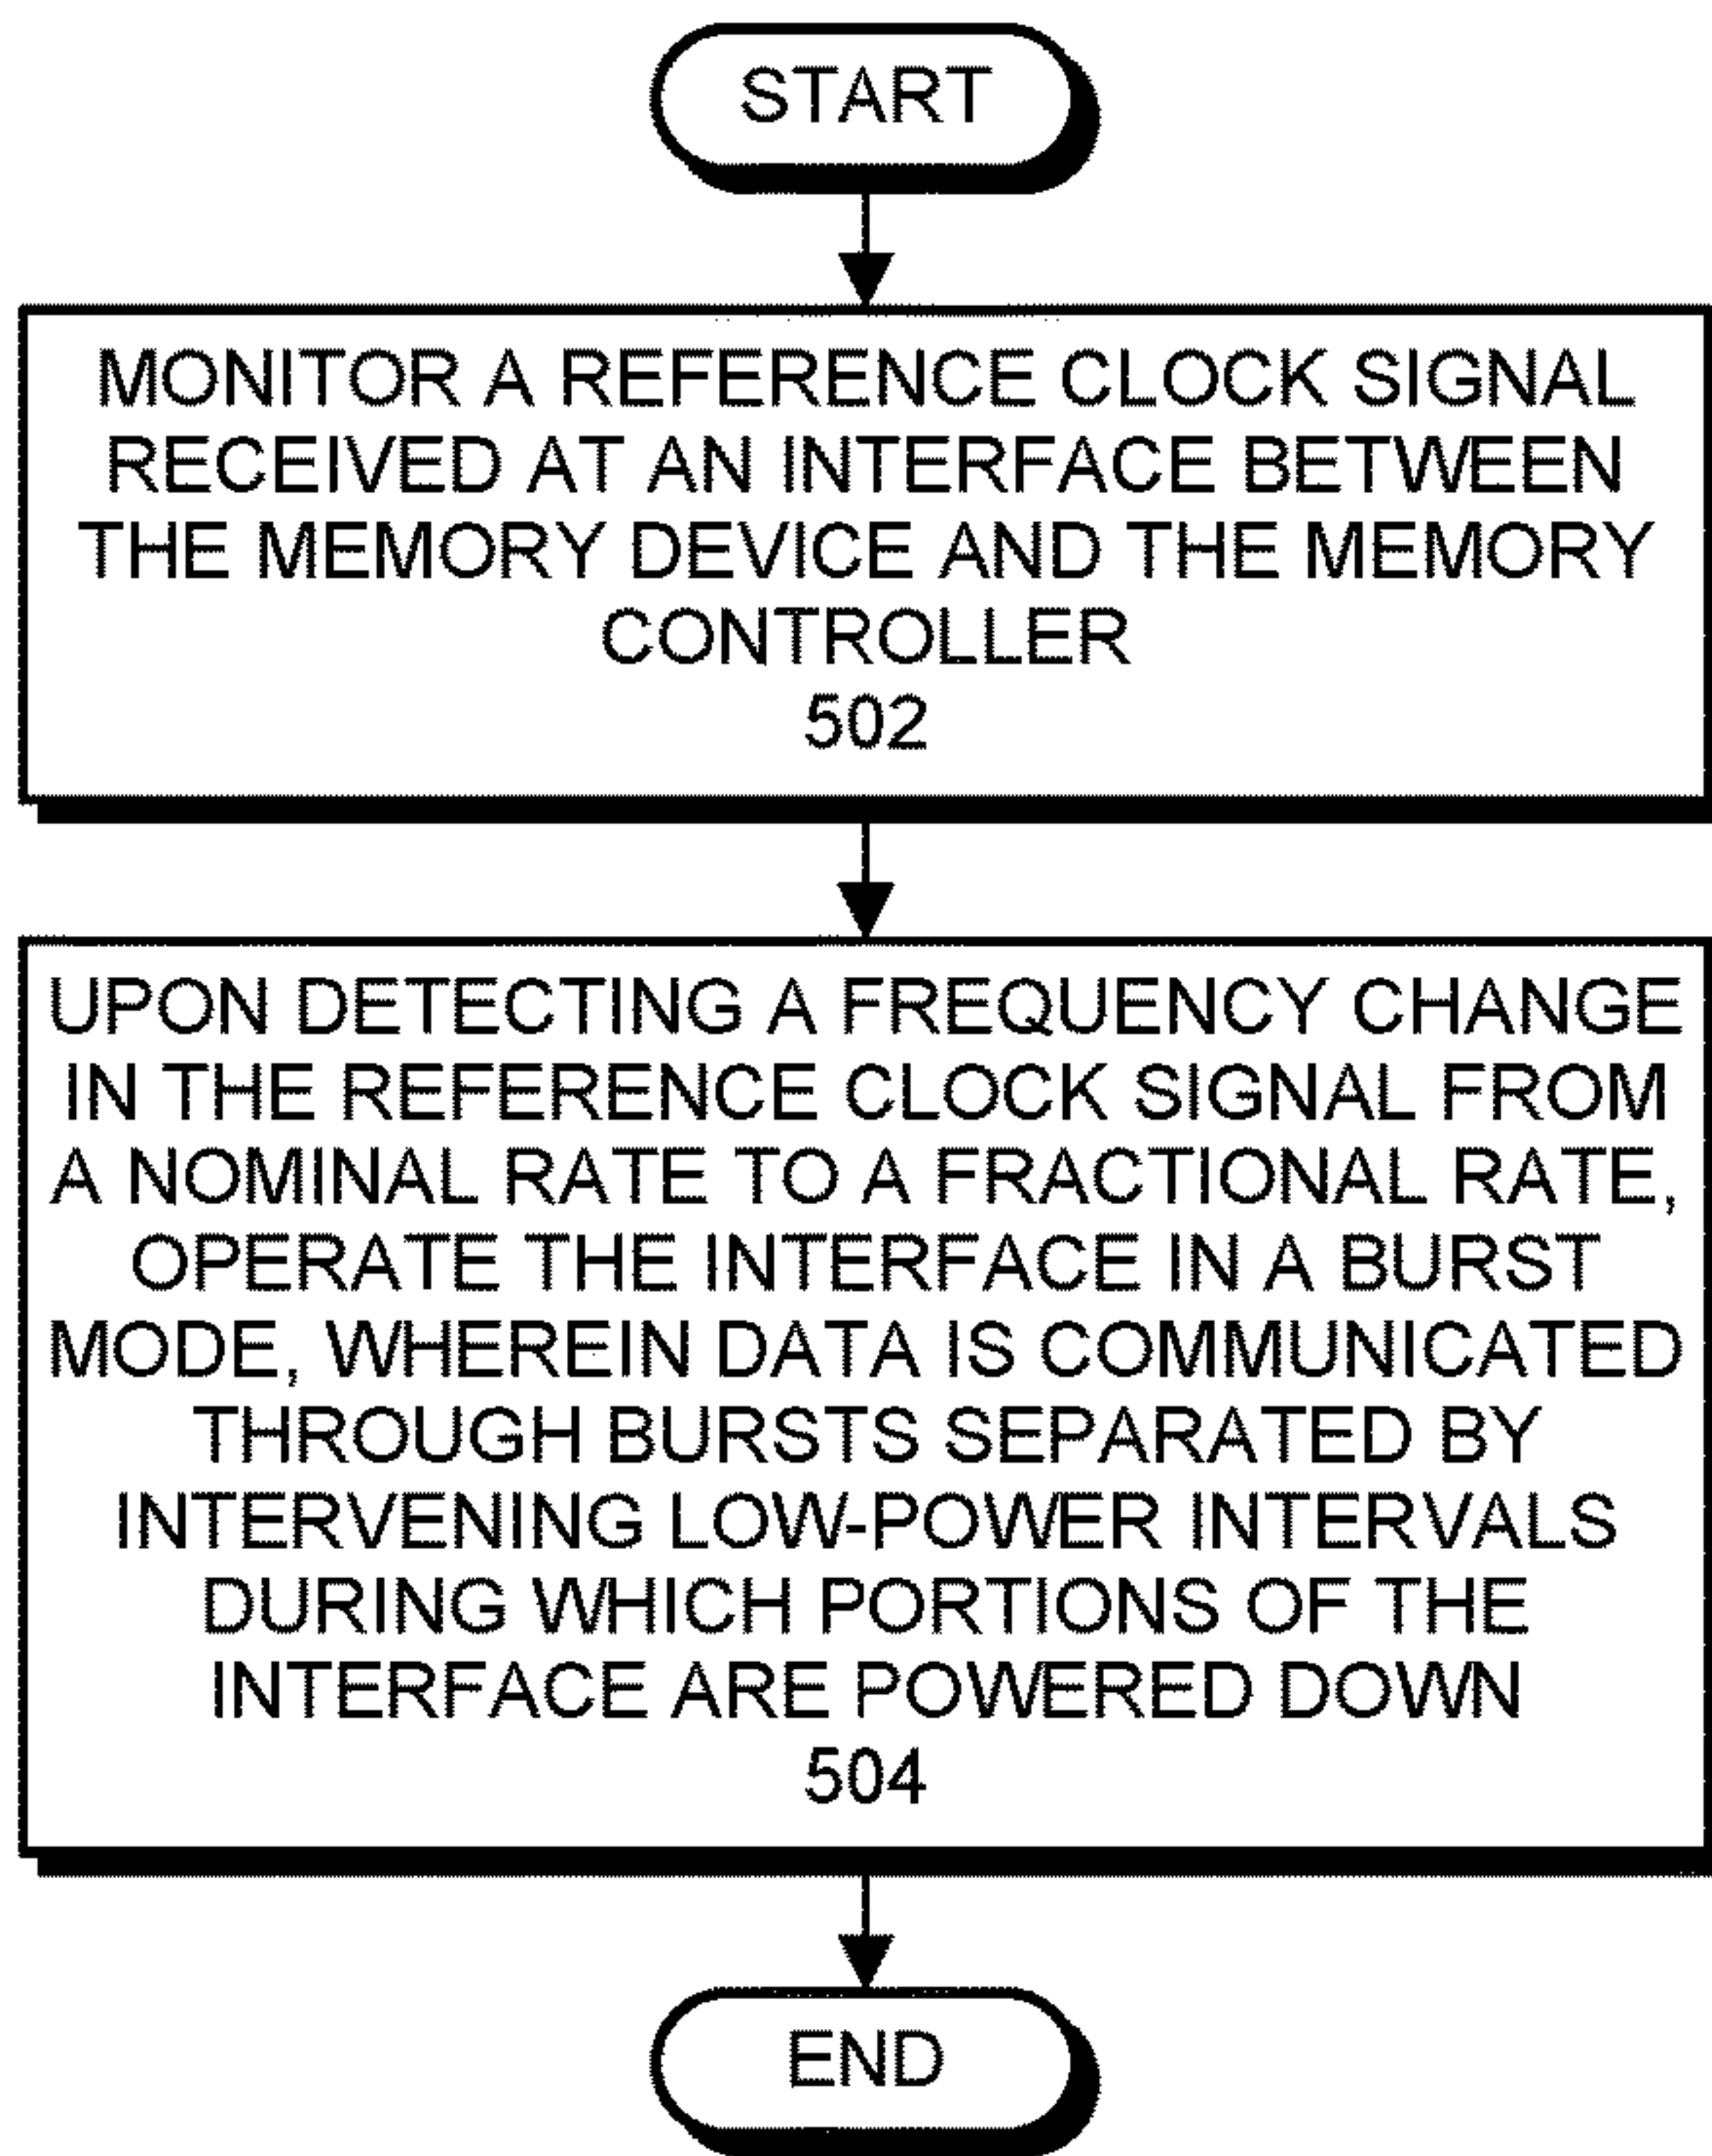 START
MONITOR A REFERENCE CLOCK SIGNAL
RECEIVED AT AN INTERFACE BETWEEN
THE MEMORY DEVICE AND THE MEMORY
CONTROLLER
502
UPON DETECTING A FREQUENCY CHANGE
IN THE REFERENCE CLOCK SIGNAL FROM
A NOMINAL RATE TO A FRACTIONAL RATE,
OPERATE THE INTERFACE IN A BURST
MODE, WHEREIN DATA IS COMMUNICATED
THROUGH BURSTS SEPARATED BY
INTERVENING LOW-POWER INTERVALS
DURING WHICH PORTIONS OF THE
INTERFACE ARE POWERED DOWN
504
END